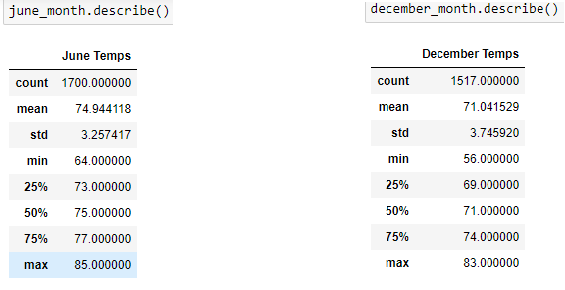 june_month.describe()
June Temps
count 1700.000000
mean 74.944118
std 3.257417
min 64.000000
25% 73.000000
50% 75.000000
75% 77.000000
max 85.000000
december_month.describe()
December Temps
count 1517.000000
mean 71.041529
std 3.745920
min 56.000000
25% 69.000000
50% 71.000000
75% 74.000000
max 83.000000